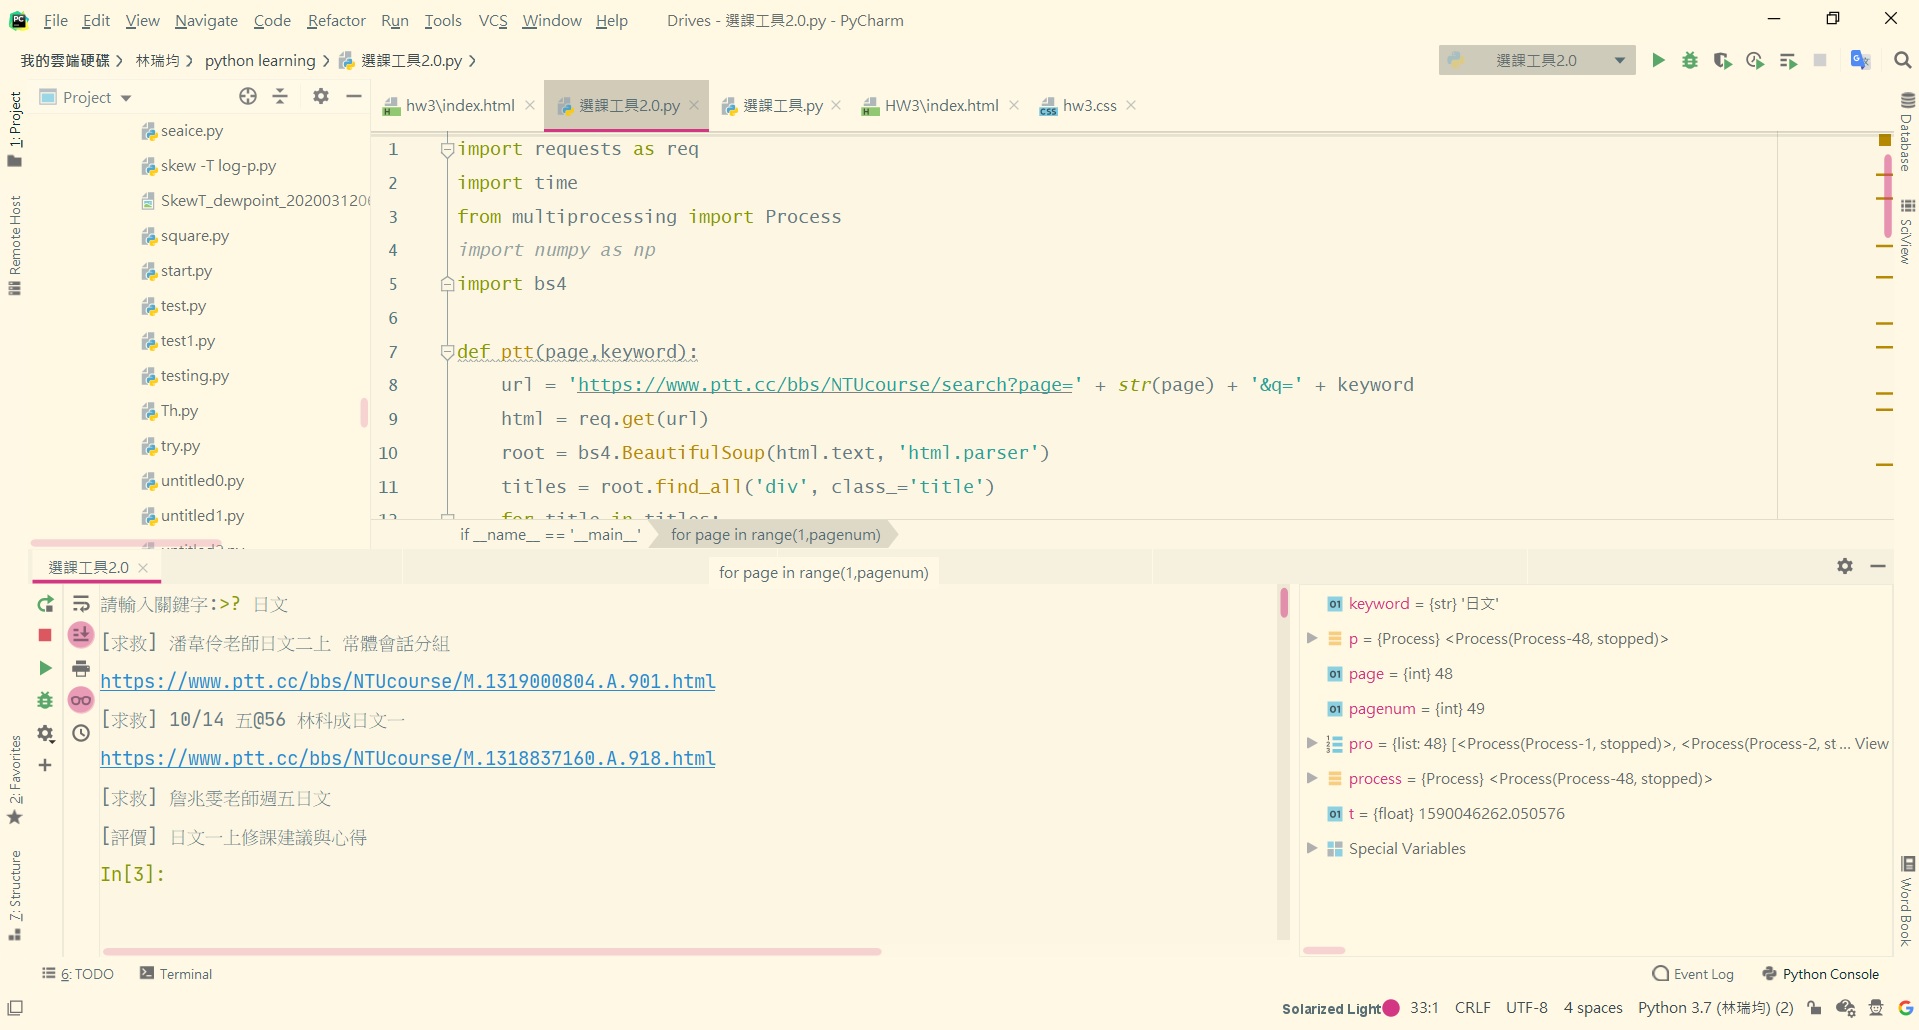 File Edit View Navigate Code Refactor Run Tools VCS Window Help Drives - 選課工具2.0.py - PyCharm
我的雲端硬碟 林瑞均 python learning 選課工具2.0.py
選課工具2.0
Project
hw3\index.html 選課工具2.0.py 選課工具.py HW3\index.html hw3.css
1: Project
Remote Host
2: Favorites
7: Structure
seaice.py
skew -T log-p.py
SkewT_dewpoint_202003120
square.py
start.py
test.py
test1.py
testing.py
Th.py
try.py
untitled0.py
untitled1.py
1 import requests as req
2 import time
3 from multiprocessing import Process
4 import numpy as np
5 import bs4
6
7 def ptt(page,keyword):
8 url = 'https://www.ptt.cc/bbs/NTUcourse/search?page=' + str(page) + '&q=' + keyword
9 html = req.get(url)
10 root = bs4.BeautifulSoup(html.text, 'html.parser')
11 titles = root.find_all('div', class_='title')
12 for title in titles:
if __name__ == '__main__' for page in range(1,pagenum)
Database
SciView
Word Book
選課工具2.0
for page in range(1,pagenum)
請輸入關鍵字:>? 日文
[求救] 潘韋伶老師日文二上 常體會話分組
https://www.ptt.cc/bbs/NTUcourse/M.1319000804.A.901.html
[求救] 10/14 五@56 林科成日文一
https://www.ptt.cc/bbs/NTUcourse/M.1318837160.A.918.html
[求救] 詹兆雯老師週五日文
[評價] 日文一上修課建議與心得
In[3]:
keyword = {str} '日文'
p = {Process} <Process(Process-48, stopped)>
page = {int} 48
pagenum = {int} 49
pro = {list: 48} [<Process(Process-1, stopped)>, <Process(Process-2, st ... View
process = {Process} <Process(Process-48, stopped)>
t = {float} 1590046262.050576
Special Variables
6: TODO Terminal Event Log Python Console
Solarized Light 33:1 CRLF UTF-8 4 spaces Python 3.7 (林瑞均) (2)